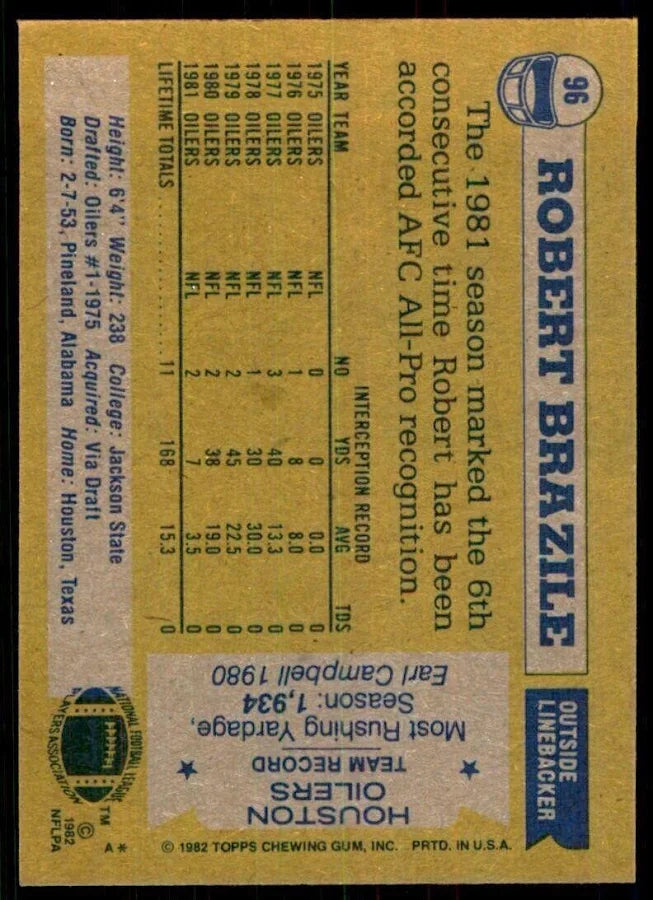 96
ROBERT BRAZILE
OUTSIDE
LINEBACKER
The 1981 season marked the 6th
consecutive time Robert has been
accorded AFC All-Pro recognition.
INTERCEPTION RECORD
YEAR TEAM NO YDS AVG TDS
1975 OILERS NFL 0 0 0.0 0
1976 OILERS NFL 1 8 8.0 0
1977 OILERS NFL 3 40 13.3 0
1978 OILERS NFL 1 30 30.0 0
1979 OILERS NFL 2 45 22.5 0
1980 OILERS NFL 2 38 19.0 0
1981 OILERS NFL 2 7 3.5 0
LIFETIME TOTALS 11 168 15.3 0
Height: 6'4" Weight: 238 College: Jackson State
Drafted: Oilers #1-1975 Acquired: Via Draft
Born: 2-7-53, Pineland, Alabama Home: Houston, Texas
HOUSTON
OILERS
TEAM RECORD
Most Rushing Yardage,
Season: 1,934
Earl Campbell 1980
NATIONAL FOOTBALL LEAGUE
PLAYERS ASSOCIATION
TM
© 1982
NFLPA
A*
© 1982 TOPPS CHEWING GUM, INC. PRTD. IN U.S.A.